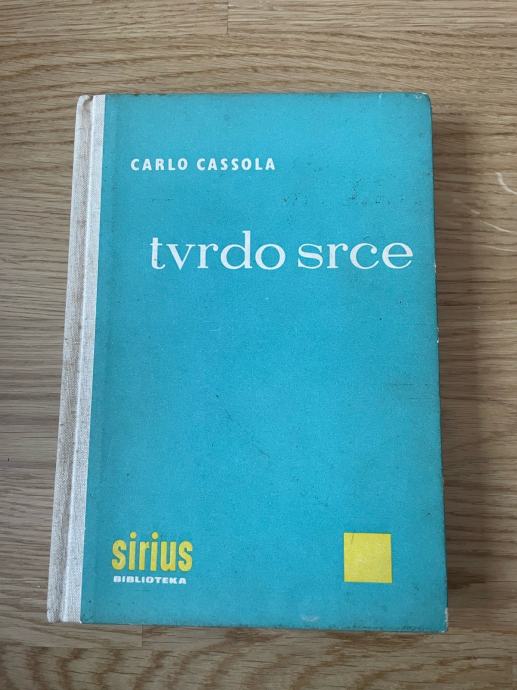 CARLO CASSOLA
tvrdo srce
sirius
BIBLIOTEKA